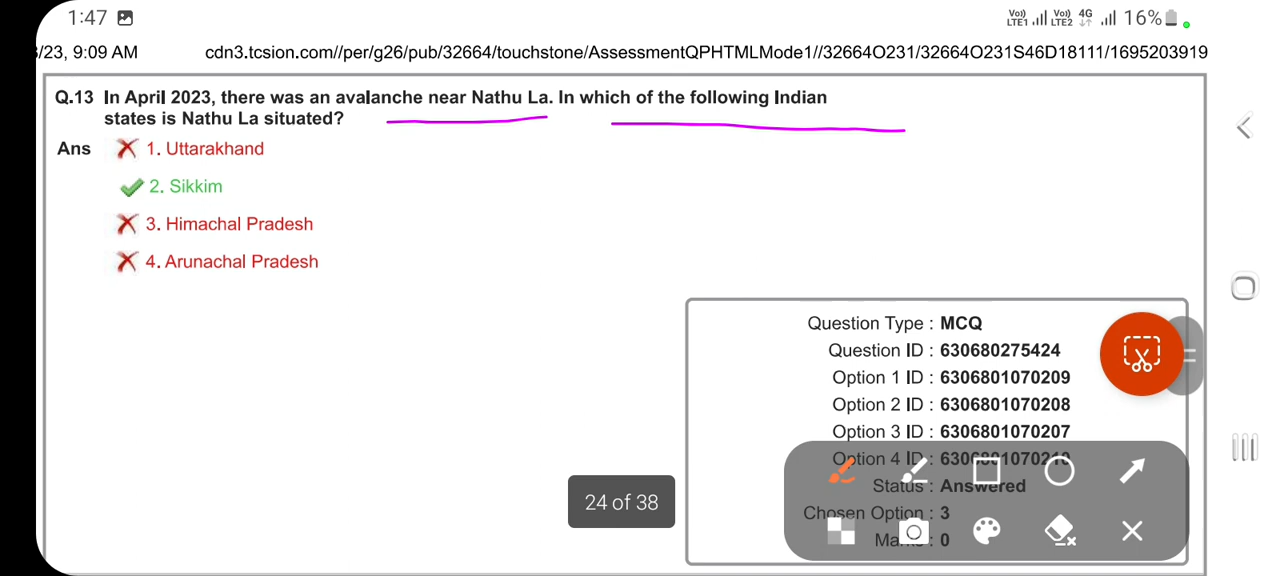 1:47
Vo)) LTE1 Vo)) LTE2 4G 16%
/23, 9:09 AM cdn3.tcsion.com//per/g26/pub/32664/touchstone/AssessmentQPHTMLMode1//32664O231/32664O231S46D18111/1695203919
Q.13 In April 2023, there was an avalanche near Nathu La. In which of the following Indian
states is Nathu La situated?
Ans 1. Uttarakhand
2. Sikkim
3. Himachal Pradesh
4. Arunachal Pradesh
Question Type : MCQ
Question ID : 630680275424
Option 1 ID : 6306801070209
Option 2 ID : 6306801070208
Option 3 ID : 6306801070207
Option 4 ID : 6306801070210
Status : Answered
24 of 38
Chosen Option : 3
: 0